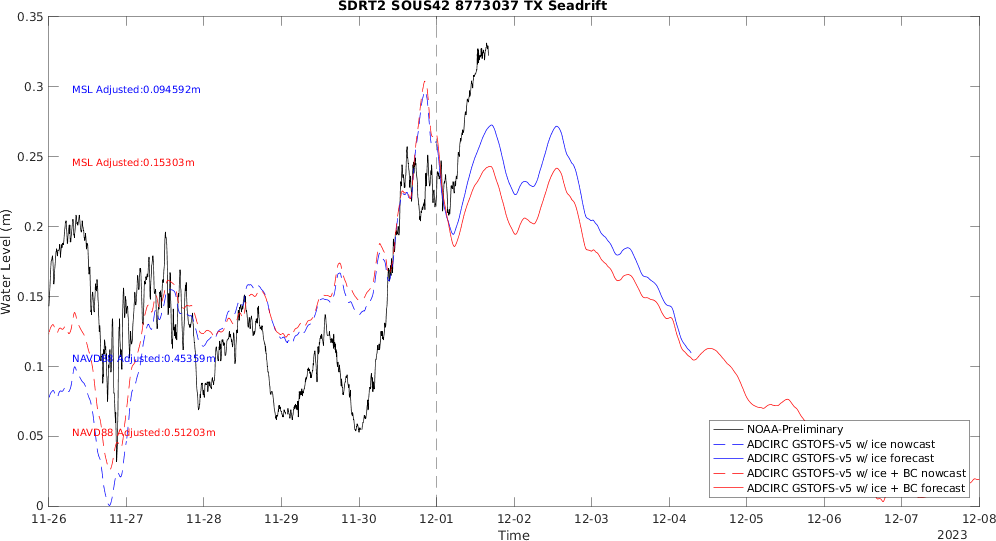 SDRT2 SOUS42 8773037 TX Seadrift
0.35
0.3
0.25
0.2
0.15
0.1
0.05
0
Water Level (m)
MSL Adjusted:0.094592m
MSL Adjusted:0.15303m
NAVD88 Adjusted:0.45359m
NAVD88 Adjusted:0.51203m
NOAA-Preliminary
ADCIRC GSTOFS-v5 w/ ice nowcast
ADCIRC GSTOFS-v5 w/ ice forecast
ADCIRC GSTOFS-v5 w/ ice + BC nowcast
ADCIRC GSTOFS-v5 w/ ice + BC forecast
11-26 11-27 11-28 11-29 11-30 12-01 12-02 12-03 12-04 12-05 12-06 12-07 12-08
Time
2023